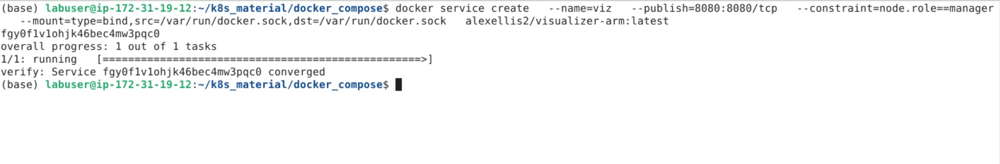 (base) labuser@ip-172-31-19-12:~/k8s_material/docker_compose$ docker service create   --name=viz   --publish=8080:8080/tcp   --constraint=node.role==manager
   --mount=type=bind,src=/var/run/docker.sock,dst=/var/run/docker.sock   alexellis2/visualizer-arm:latest
fgy0f1v1ohjk46bec4mw3pqc0
overall progress: 1 out of 1 tasks
1/1: running   [==================================================>]
verify: Service fgy0f1v1ohjk46bec4mw3pqc0 converged
(base) labuser@ip-172-31-19-12:~/k8s_material/docker_compose$